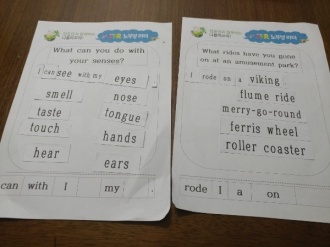 What can you do with
your senses?
I can see with my eyes
smell nose
taste tongue
touch hands
hear ears
can with I my
What rides have you gone
on at an amusement park?
I rode on a viking
flume ride
merry-go-round
ferris wheel
roller coaster
rode I a on